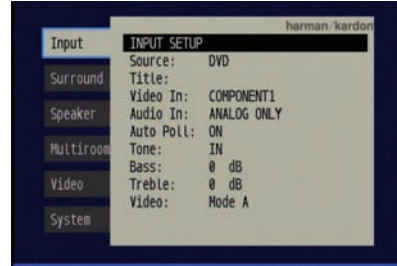 harman/kardon
Input
Surround
Speaker
Multiroom
Video
System
INPUT SETUP
Source: DVD
Title:
Video In: COMPONENT1
Audio In: ANALOG ONLY
Auto Poll: ON
Tone: IN
Bass: 0 dB
Treble: 0 dB
Video: Mode A